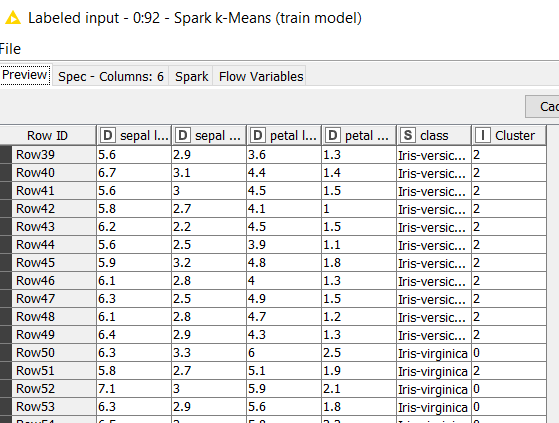 Labeled input - 0:92 - Spark k-Means (train model)
File
Preview Spec - Columns: 6 Spark Flow Variables
Cac
Row ID D sepal l... D sepal ... D petal l... D petal ... S class I Cluster
Row39 5.6 2.9 3.6 1.3 Iris-versic... 2
Row40 6.7 3.1 4.4 1.4 Iris-versic... 2
Row41 5.6 3 4.5 1.5 Iris-versic... 2
Row42 5.8 2.7 4.1 1 Iris-versic... 2
Row43 6.2 2.2 4.5 1.5 Iris-versic... 2
Row44 5.6 2.5 3.9 1.1 Iris-versic... 2
Row45 5.9 3.2 4.8 1.8 Iris-versic... 2
Row46 6.1 2.8 4 1.3 Iris-versic... 2
Row47 6.3 2.5 4.9 1.5 Iris-versic... 2
Row48 6.1 2.8 4.7 1.2 Iris-versic... 2
Row49 6.4 2.9 4.3 1.3 Iris-versic... 2
Row50 6.3 3.3 6 2.5 Iris-virginica 0
Row51 5.8 2.7 5.1 1.9 Iris-virginica 2
Row52 7.1 3 5.9 2.1 Iris-virginica 0
Row53 6.3 2.9 5.6 1.8 Iris-virginica 0